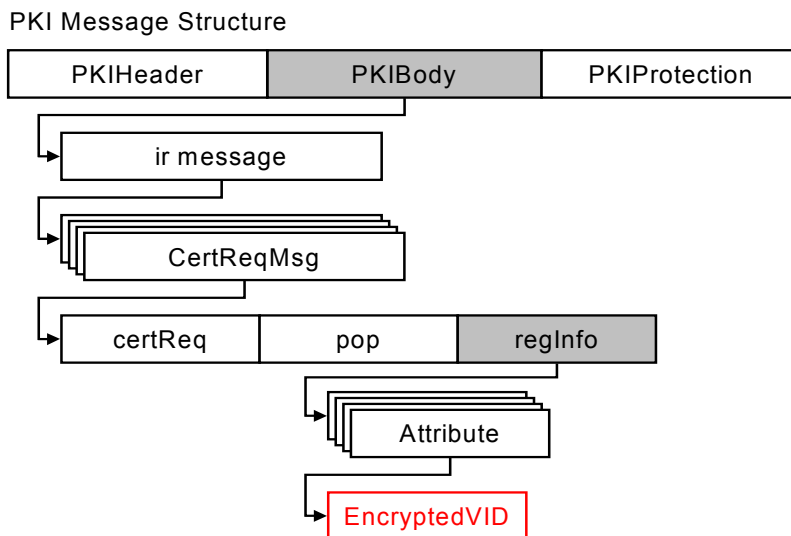 PKI Message Structure
PKIHeader PKIBody PKIProtection
ir message
CertReqMsg
certReq pop regInfo
Attribute
EncryptedVID